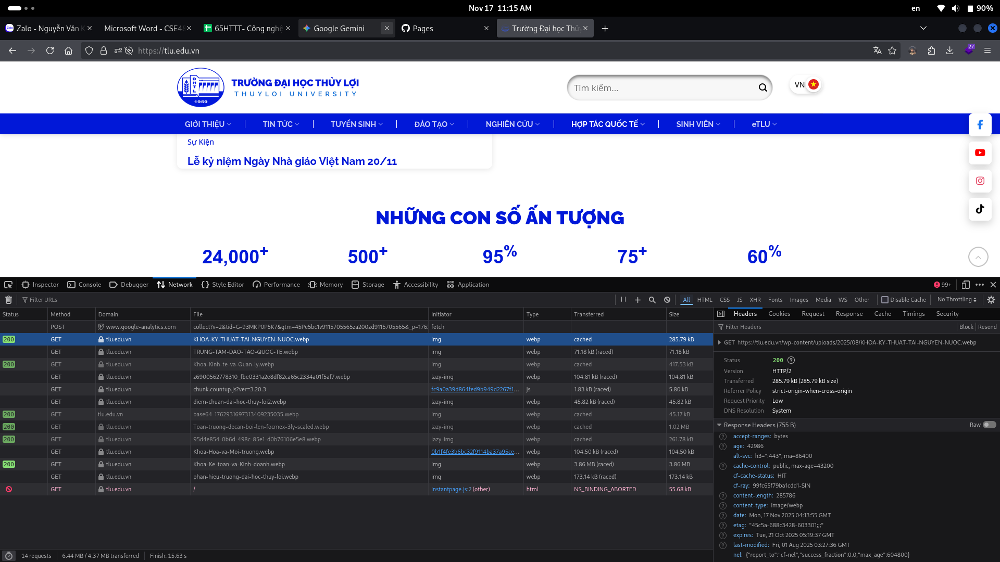 Nov 17 11:15 AM
en
90%
Zalo - Nguyễn Văn K
Microsoft Word - CSE48
65HTTT- Công nghệ
Google Gemini
Pages
Trường Đại học Thủy
https://tlu.edu.vn
27
1959
TRƯỜNG ĐẠI HỌC THỦY LỢI
THUYLOI UNIVERSITY
Tìm kiếm...
VN
GIỚI THIỆU
TIN TỨC
TUYỂN SINH
ĐÀO TẠO
NGHIÊN CỨU
HỢP TÁC QUỐC TẾ
SINH VIÊN
eTLU
Sự Kiện
Lễ kỷ niệm Ngày Nhà giáo Việt Nam 20/11
NHỮNG CON SỐ ẤN TƯỢNG
24,000+ 500+ 95% 75+ 60%
Inspector Console Debugger Network Style Editor Performance Memory Storage Accessibility Application 99+
Filter URLs All HTML CSS JS XHR Fonts Images Media WS Other Disable Cache No Throttling
Status Method Domain File Initiator Type Transferred Size
POST www.google-analytics.com collect?v=2&tid=G-93MKP0P5K7&gtm=45Pe5bc1v9115705565za200zd9115705565&_p=1763 fetch
200 GET tlu.edu.vn KHOA-KY-THUAT-TAI-NGUYEN-NUOC.webp img webp cached 285.79 kB
GET tlu.edu.vn TRUNG-TAM-DAO-TAO-QUOC-TE.webp img webp 71.18 kB (raced) 71.18 kB
200 GET tlu.edu.vn Khoa-Kinh-te-va-Quan-ly.webp img webp cached 417.53 kB
GET tlu.edu.vn z6900562778310_fbe0331a2e8df82ca65c2334a01f5af7.webp lazy-img webp 104.81 kB (raced) 104.81 kB
GET tlu.edu.vn chunk.countup.js?ver=3.20.3 fc9a0a39d864fed9b949d2267f1... js 1.83 kB (raced) 5.80 kB
GET tlu.edu.vn diem-chuan-dai-hoc-thuy-loi2.webp lazy-img webp 45.82 kB (raced) 45.82 kB
200 GET tlu.edu.vn base64-1762931697313409235035.webp img webp cached 45.17 kB
200 GET tlu.edu.vn Toan-truong-decan-boi-len-focmex-3ly-scaled.webp lazy-img webp cached 1.02 MB
200 GET tlu.edu.vn 95d4e854-0b6d-498c-85e1-d0b76106e5e8.webp lazy-img webp cached 261.78 kB
GET tlu.edu.vn Khoa-Hoa-va-Moi-truong.webp 0b1f4fe3b6bc32f9114ba37a95ce... webp 104.50 kB (raced) 104.50 kB
200 GET tlu.edu.vn Khoa-Ke-toan-va-Kinh-doanh.webp img webp 3.86 MB (raced) 3.86 MB
GET tlu.edu.vn phan-hieu-truong-dai-hoc-thuy-loi.webp img webp 173.14 kB (raced) 173.14 kB
GET tlu.edu.vn / instantpage.js:2 (other) html NS_BINDING_ABORTED 55.68 kB
14 requests 6.44 MB / 4.37 MB transferred Finish: 15.63 s
Headers Cookies Request Response Cache Timings Security
Filter Headers Block Resend
GET https://tlu.edu.vn/wp-content/uploads/2025/08/KHOA-KY-THUAT-TAI-NGUYEN-NUOC.webp
Status 200
Version HTTP/2
Transferred 285.79 kB (285.79 kB size)
Referrer Policy strict-origin-when-cross-origin
Request Priority Low
DNS Resolution System
Response Headers (755 B) Raw
accept-ranges: bytes
age: 42986
alt-svc: h3=":443"; ma=86400
cache-control: public, max-age=43200
cf-cache-status: HIT
cf-ray: 99fc65f79ba1cdd1-SIN
content-length: 285786
content-type: image/webp
date: Mon, 17 Nov 2025 04:13:55 GMT
etag: "45c5a-688c3428-603301;;;"
expires: Tue, 21 Oct 2025 05:19:37 GMT
last-modified: Fri, 01 Aug 2025 03:27:36 GMT
nel: {"report_to":"cf-nel","success_fraction":0.0,"max_age":604800}